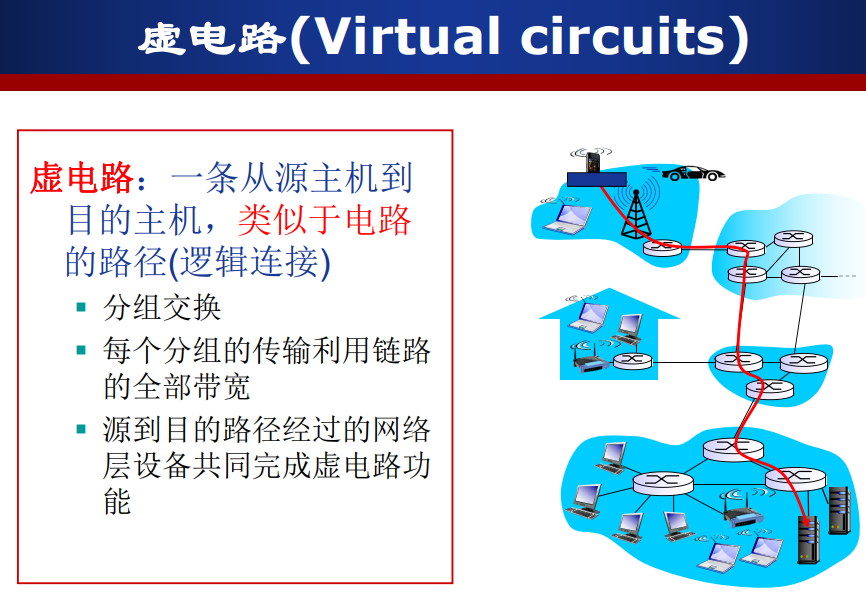 虚电路(Virtual circuits)
虚电路：一条从源主机到
目的主机，类似于电路
的路径(逻辑连接)
分组交换
每个分组的传输利用链路
的全部带宽
源到目的路径经过的网络
层设备共同完成虚电路功
能